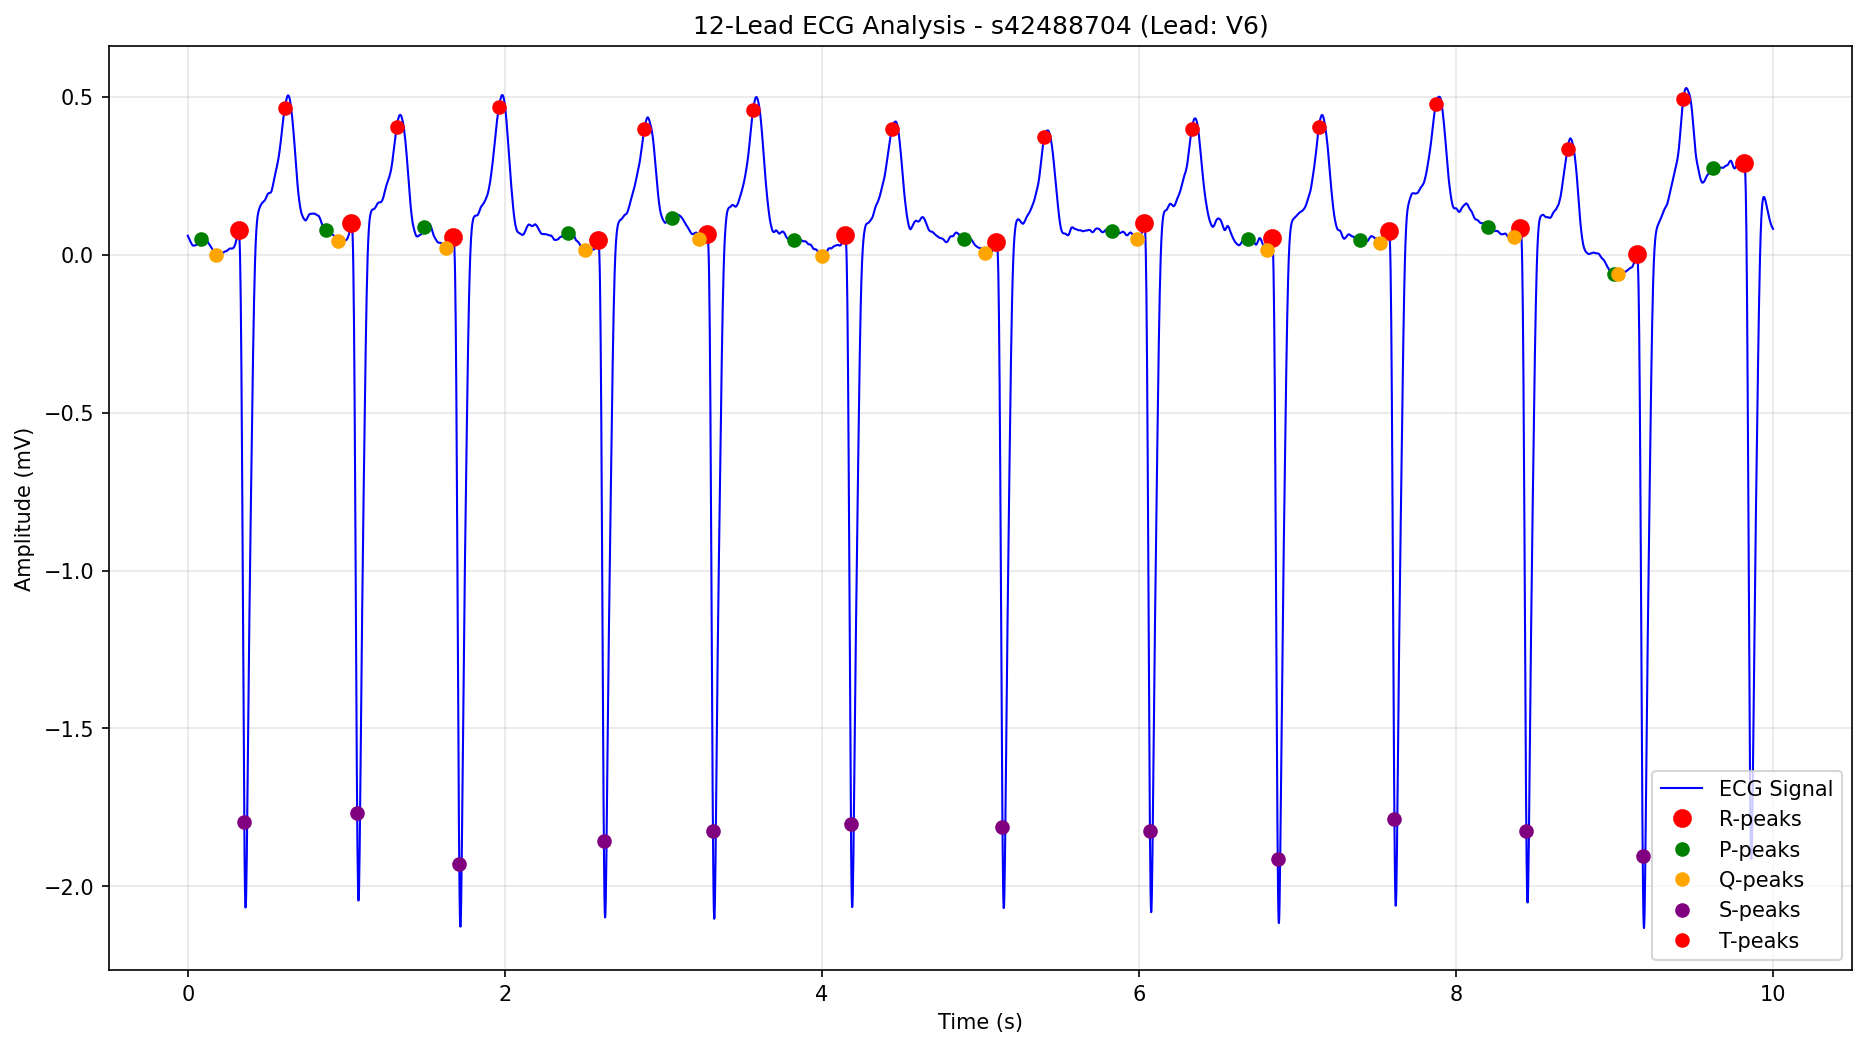 12-Lead ECG Analysis - s42488704 (Lead: V6)
Amplitude (mV)
0.5
0.0
−0.5
−1.0
−1.5
−2.0
0
2
4
6
8
10
Time (s)
ECG Signal
R-peaks
P-peaks
Q-peaks
S-peaks
T-peaks